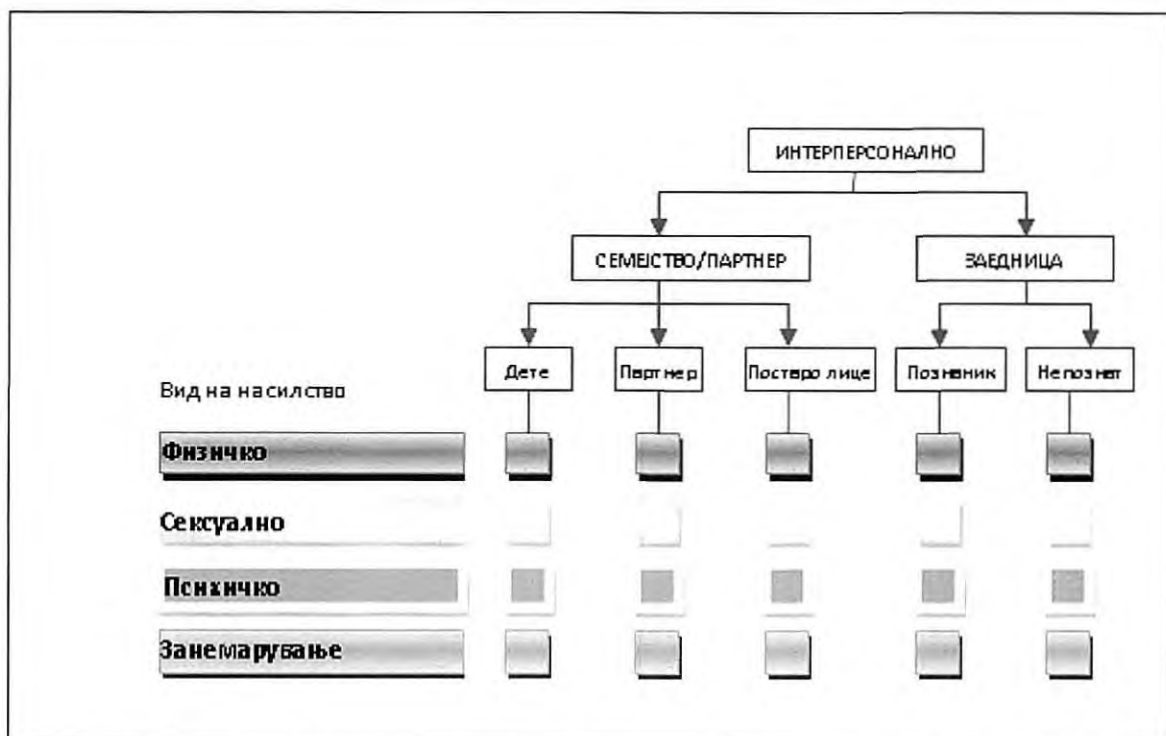 ИНТЕРПЕРСОНАЛНО
СЕМЕЈСТВО/ПАРТНЕР
ЗАЕДНИЦА
Дете
Партнер
Постаро лице
Познаник
Непознат
Вид на насилство
Физичко
Сексуално
Психичко
Занемарување